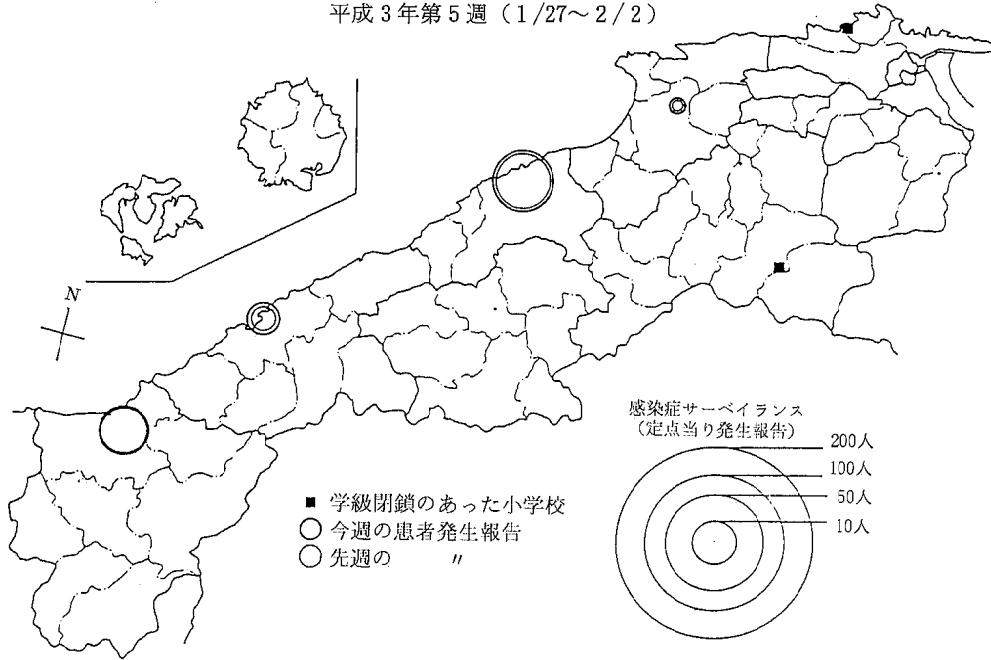 平成3年第5週(1/27~2/2)
N
感染症サーベイランス
(定点当り発生報告)
200人
100人
50人
10人
■ 学級閉鎖のあった小学校
○ 今週の患者発生報告
○ 先週の 〃